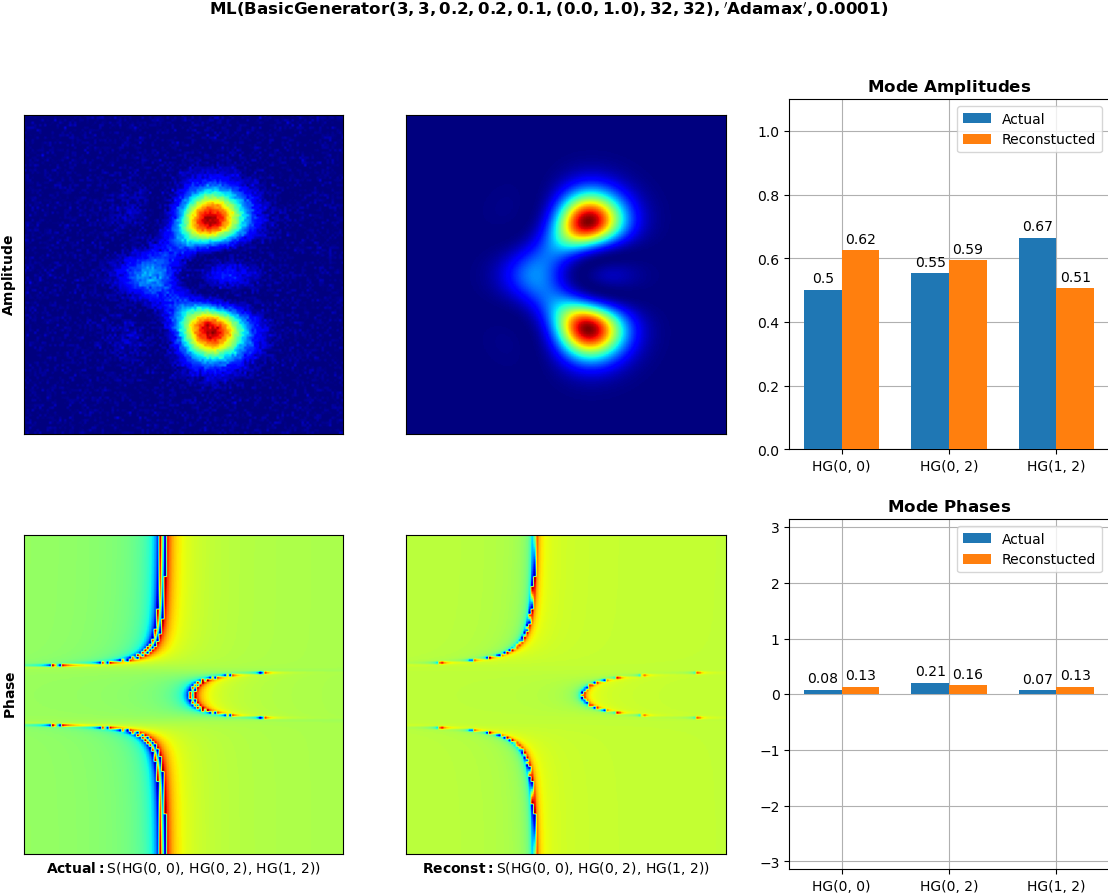 ML(BasicGenerator(3, 3, 0.2, 0.2, 0.1, (0.0, 1.0), 32, 32), ′Adamax′, 0.0001)
Mode Amplitudes
Amplitude
1.0
0.8
0.6
0.4
0.2
0.0
Actual
Reconstucted
0.5
0.62
0.55
0.59
0.67
0.51
HG(0, 0)
HG(0, 2)
HG(1, 2)
Mode Phases
Phase
3
2
1
0
−1
−2
−3
Actual
Reconstucted
0.08
0.13
0.21
0.16
0.07
0.13
HG(0, 0)
HG(0, 2)
HG(1, 2)
Actual: S(HG(0, 0), HG(0, 2), HG(1, 2))
Reconst: S(HG(0, 0), HG(0, 2), HG(1, 2))